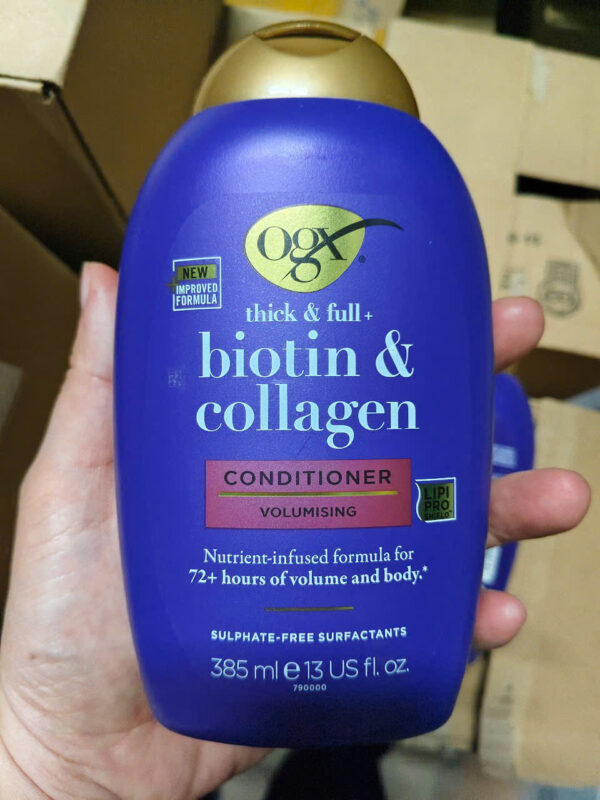 ogx®
NEW
IMPROVED
FORMULA
thick & full+
biotin &
collagen
CONDITIONER
VOLUMISING
LIPI
PRO
SHIELD™
Nutrient-infused formula for
72+ hours of volume and body.*
SULPHATE-FREE SURFACTANTS
385 ml e 13 US fl. oz.
790000